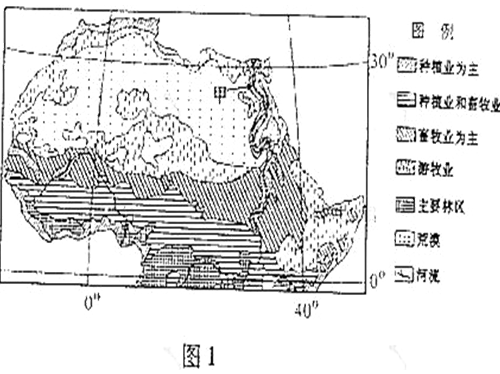 图 例
30°
甲
种植业为主
种植业和畜牧业
畜牧业为主
游牧业
主要林区
荒漠
河流
0°
0°
40°
图1